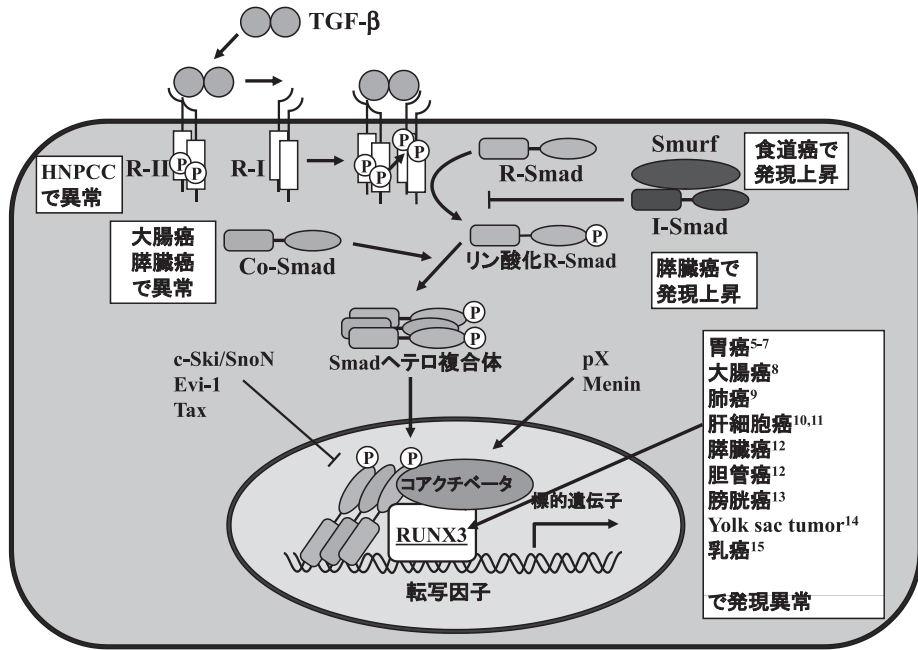 TGF-β
HNPCC
で異常
R-II
P
P
R-I
P
P
P
P
R-Smad
Smurf
I-Smad
食道癌で
発現上昇
大腸癌
膵臓癌
で異常
Co-Smad
P
リン酸化R-Smad
膵臓癌で
発現上昇
P
P
Smadヘテロ複合体
c-Ski/SnoN
Evi-1
Tax
pX
Menin
胃癌5-7
大腸癌8
肺癌9
肝細胞癌10,11
膵臓癌12
胆管癌12
膀胱癌13
Yolk sac tumor14
乳癌15
で発現異常
P
P
コアクチベータ
標的遺伝子
RUNX3
転写因子